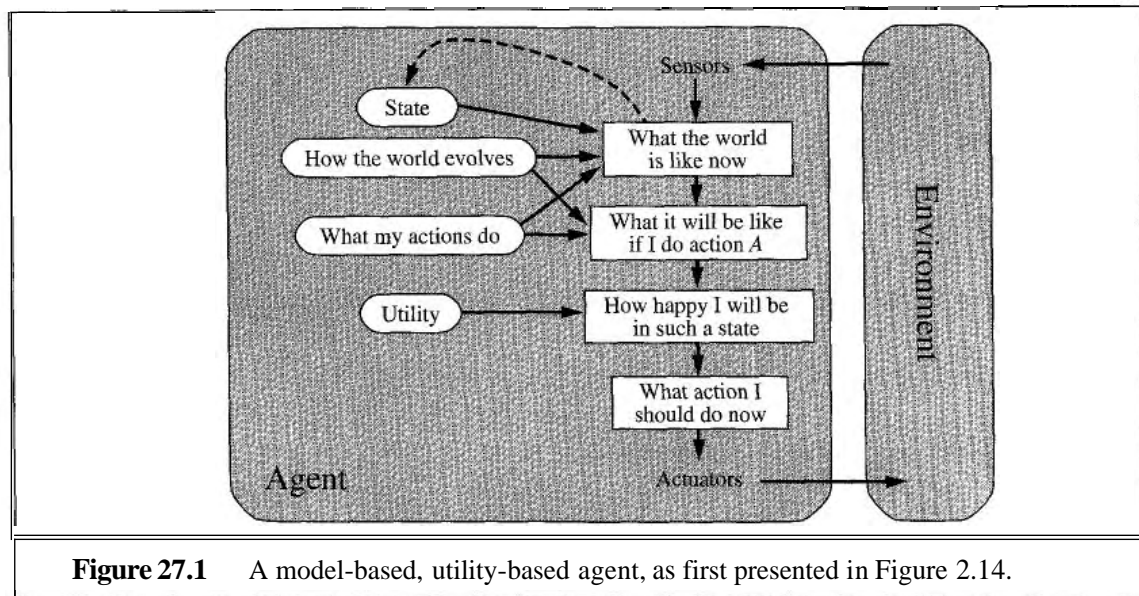 Sensors
State
What the world
is like now
How the world evolves
What my actions do
What it will be like
if I do action A
Utility
How happy I will be
in such a state
What action I
should do now
Agent
Actuators
Environment
Figure 27.1 A model-based, utility-based agent, as first presented in Figure 2.14.